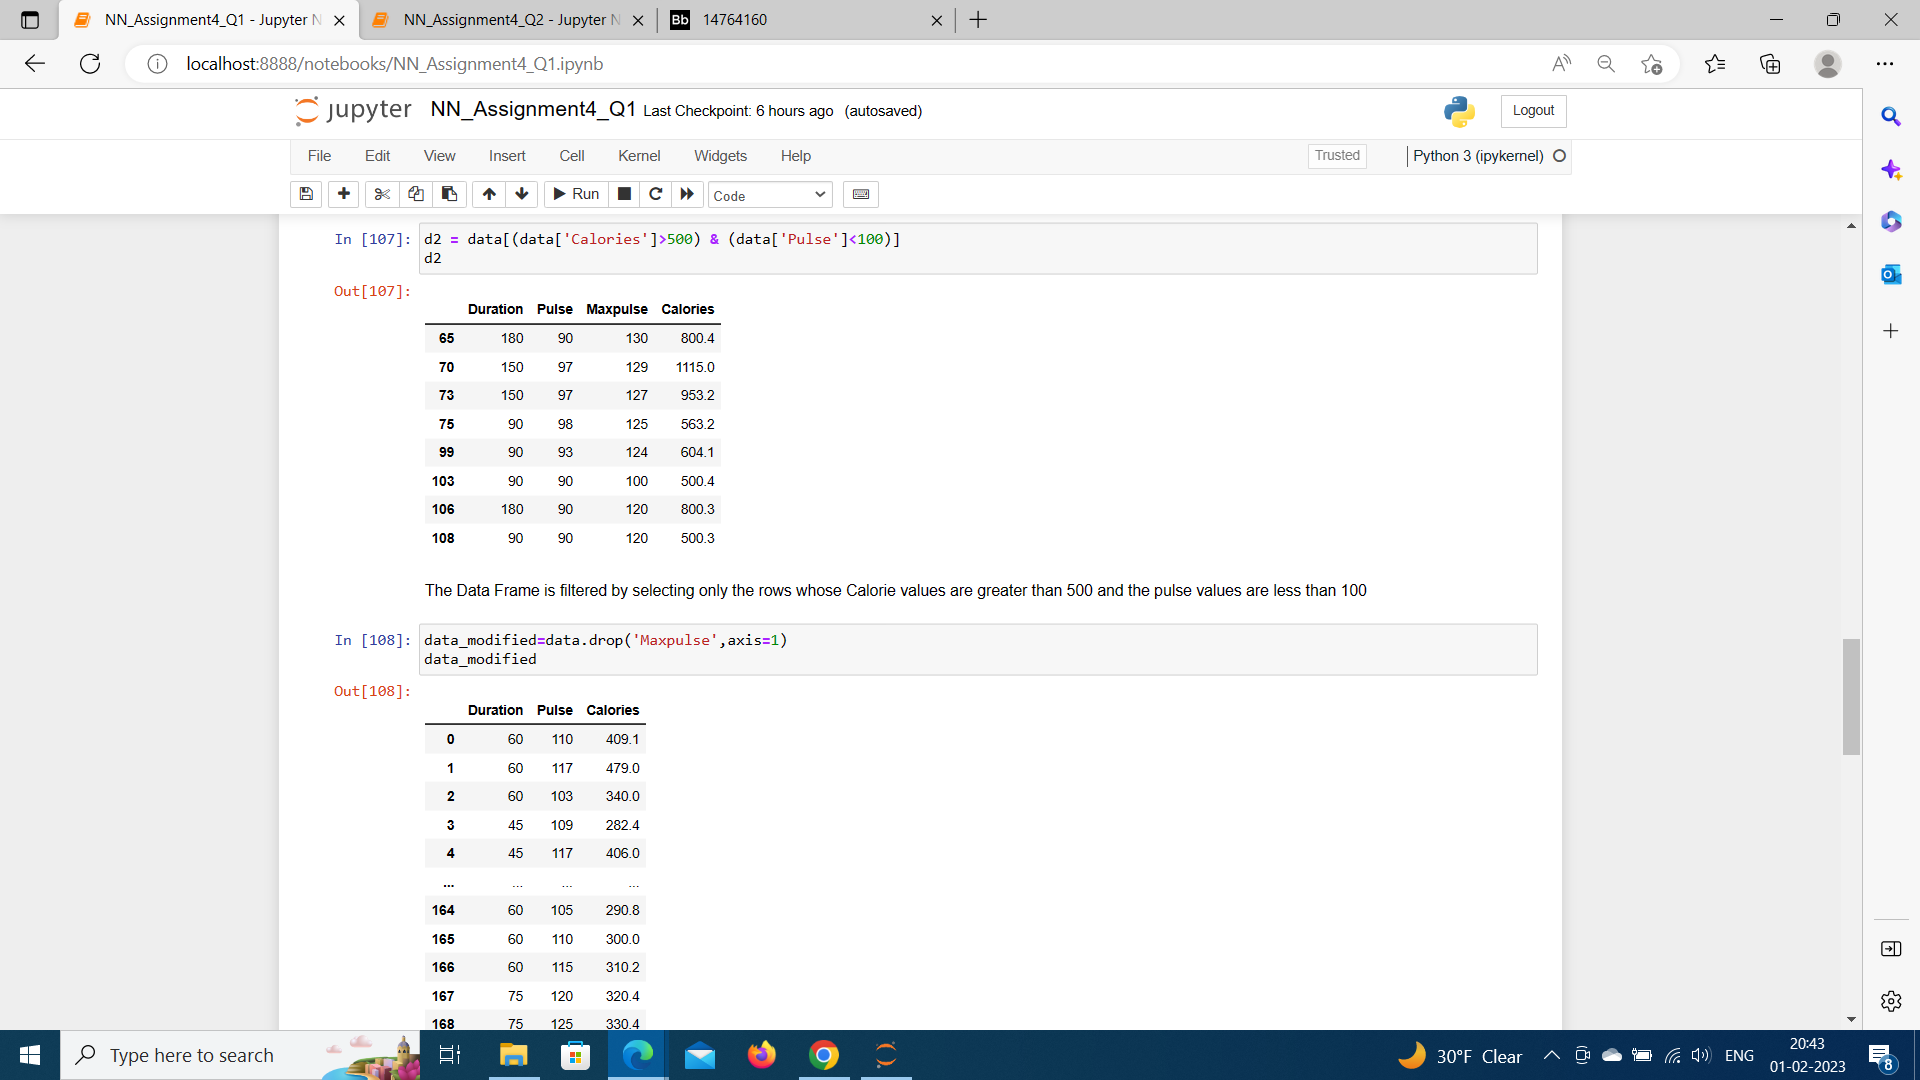 NN_Assignment4_Q1 - Jupyter N
NN_Assignment4_Q2 - Jupyter N
Bb 14764160
localhost:8888/notebooks/NN_Assignment4_Q1.ipynb
jupyter NN_Assignment4_Q1 Last Checkpoint: 6 hours ago (autosaved)
Logout
File Edit View Insert Cell Kernel Widgets Help
Trusted Python 3 (ipykernel)
Run Code
In [107]: d2 = data[(data['Calories']>500) & (data['Pulse']<100)]
d2
Out[107]:
Duration Pulse Maxpulse Calories
65 180 90 130 800.4
70 150 97 129 1115.0
73 150 97 127 953.2
75 90 98 125 563.2
99 90 93 124 604.1
103 90 90 100 500.4
106 180 90 120 800.3
108 90 90 120 500.3
The Data Frame is filtered by selecting only the rows whose Calorie values are greater than 500 and the pulse values are less than 100
In [108]: data_modified=data.drop('Maxpulse',axis=1)
data_modified
Out[108]:
Duration Pulse Calories
0 60 110 409.1
1 60 117 479.0
2 60 103 340.0
3 45 109 282.4
4 45 117 406.0
... ... ... ...
164 60 105 290.8
165 60 110 300.0
166 60 115 310.2
167 75 120 320.4
168 75 125 330.4
Type here to search
30°F Clear
ENG
20:43
01-02-2023
8